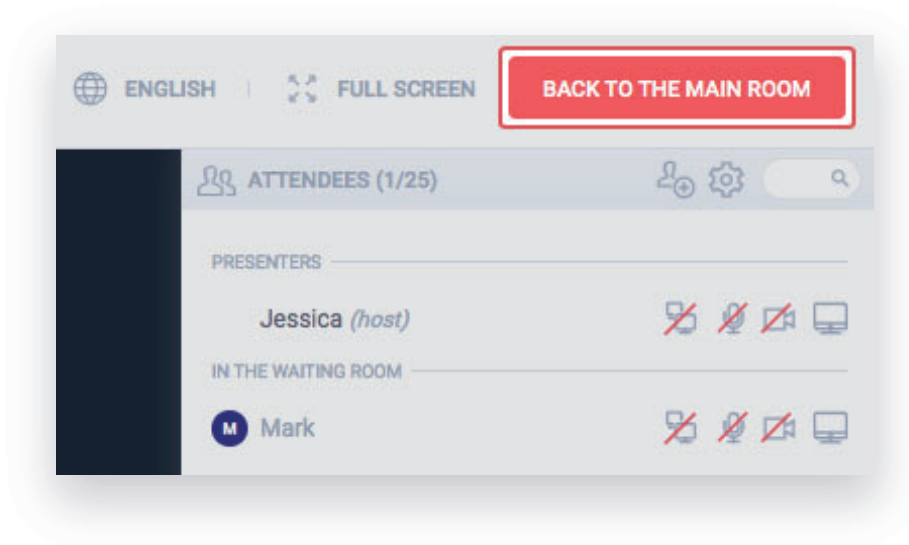 ENGLISH FULL SCREEN BACK TO THE MAIN ROOM
ATTENDEES (1/25)
PRESENTERS
Jessica (host)
IN THE WAITING ROOM
M Mark